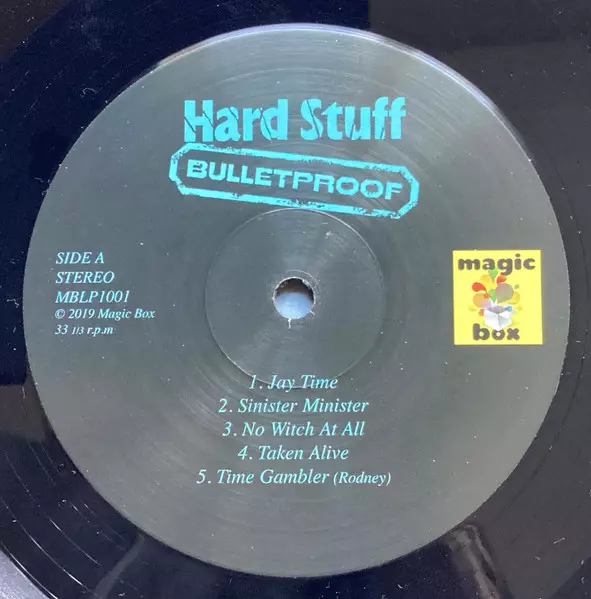 Hard Stuff
BULLETPROOF
SIDE A
STEREO
MBLP1001
© 2019 Magic Box
33 1/3 r.p.m
magic
box
1. Jay Time
2. Sinister Minister
3. No Witch At All
4. Taken Alive
5. Time Gambler (Rodney)